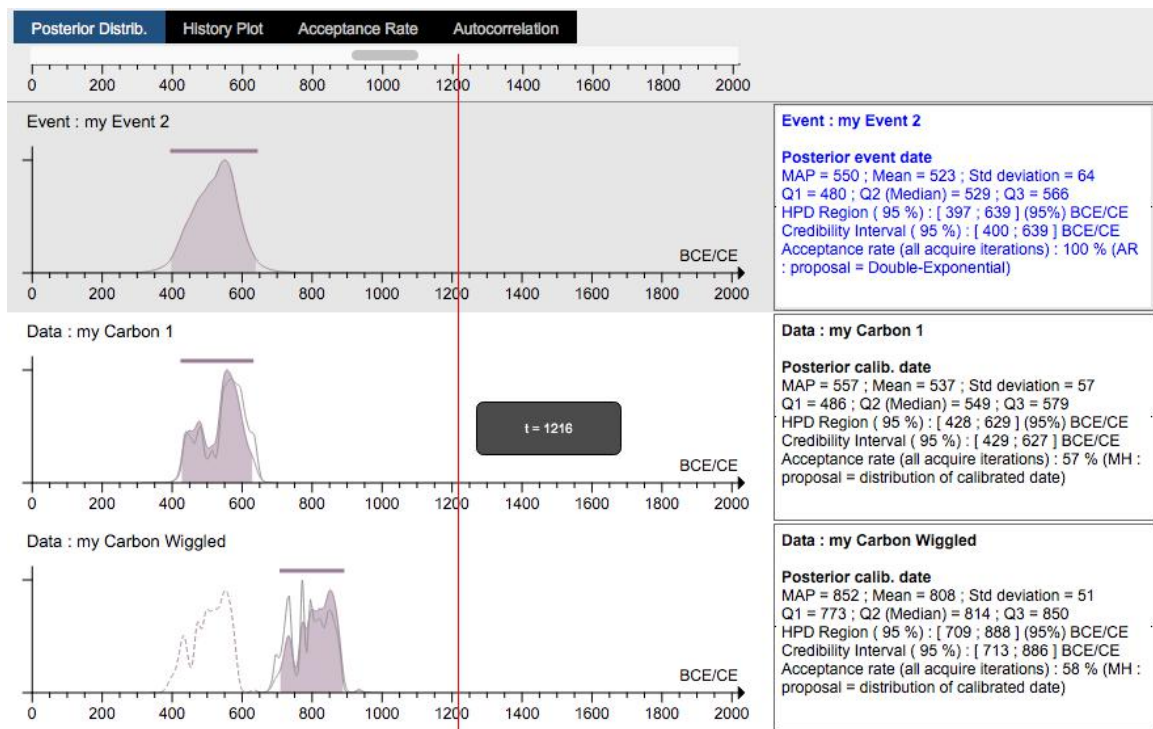 Posterior Distrib. History Plot Acceptance Rate Autocorrelation
0 200 400 600 800 1000 1200 1400 1600 1800 2000
Event : my Event 2
BCE/CE
0 200 400 600 800 1000 1200 1400 1600 1800 2000
Event : my Event 2
Posterior event date
MAP = 550 ; Mean = 523 ; Std deviation = 64
Q1 = 480 ; Q2 (Median) = 529 ; Q3 = 566
HPD Region ( 95 %) : [ 397 ; 639 ] (95%) BCE/CE
Credibility Interval ( 95 %) : [ 400 ; 639 ] BCE/CE
Acceptance rate (all acquire iterations) : 100 % (AR
: proposal = Double-Exponential)
Data : my Carbon 1
t = 1216
BCE/CE
0 200 400 600 800 1000 1200 1400 1600 1800 2000
Data : my Carbon 1
Posterior calib. date
MAP = 557 ; Mean = 537 ; Std deviation = 57
Q1 = 486 ; Q2 (Median) = 549 ; Q3 = 579
HPD Region ( 95 %) : [ 428 ; 629 ] (95%) BCE/CE
Credibility Interval ( 95 %) : [ 429 ; 627 ] BCE/CE
Acceptance rate (all acquire iterations) : 57 % (MH :
proposal = distribution of calibrated date)
Data : my Carbon Wiggled
BCE/CE
0 200 400 600 800 1000 1200 1400 1600 1800 2000
Data : my Carbon Wiggled
Posterior calib. date
MAP = 852 ; Mean = 808 ; Std deviation = 51
Q1 = 773 ; Q2 (Median) = 814 ; Q3 = 850
HPD Region ( 95 %) : [ 709 ; 888 ] (95%) BCE/CE
Credibility Interval ( 95 %) : [ 713 ; 886 ] BCE/CE
Acceptance rate (all acquire iterations) : 58 % (MH :
proposal = distribution of calibrated date)